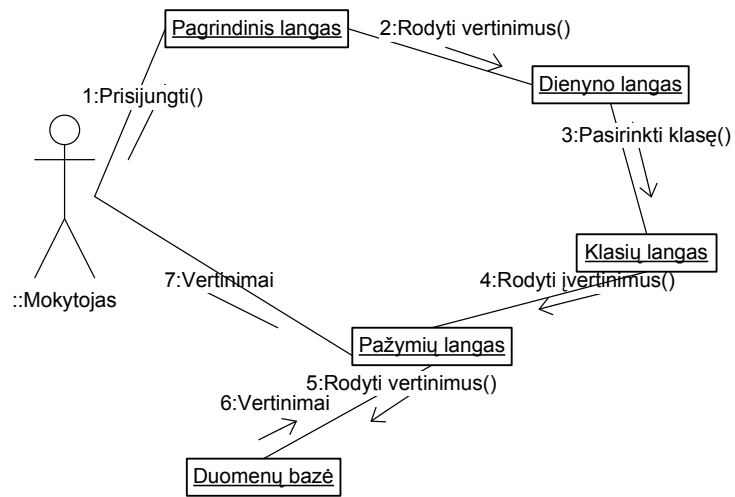 Pagrindinis langas
2:Rodyti vertinimus()
Dienyno langas
1:Prisijungti()
3:Pasirinkti klasę()
Klasių langas
::Mokytojas
7:Vertinimai
4:Rodyti įvertinimus()
Pažymių langas
5:Rodyti vertinimus()
6:Vertinimai
Duomenų bazė